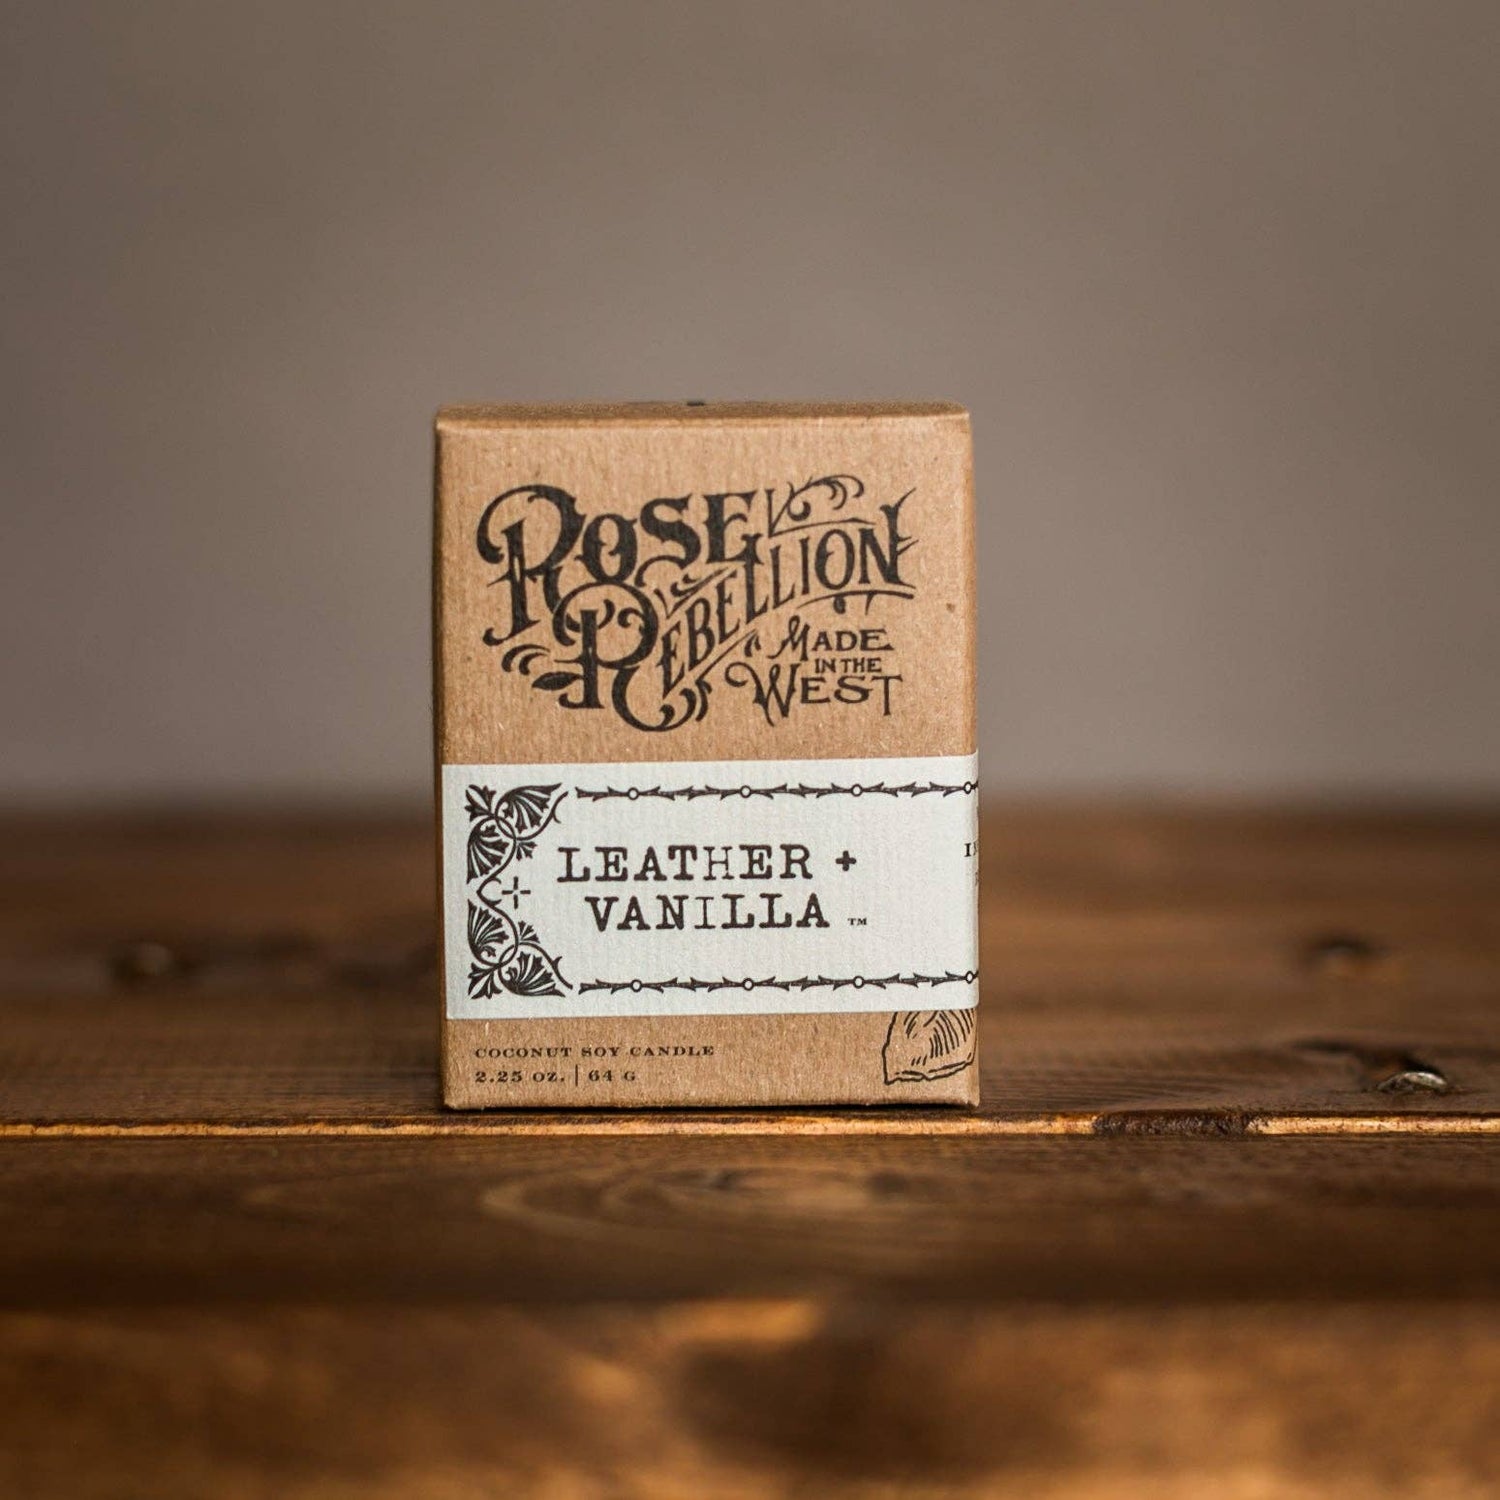 ROSE
REBELLION
MADE
IN THE
WEST
LEATHER +
VANILLA ™
COCONUT SOY CANDLE
2.25 OZ. | 64 G